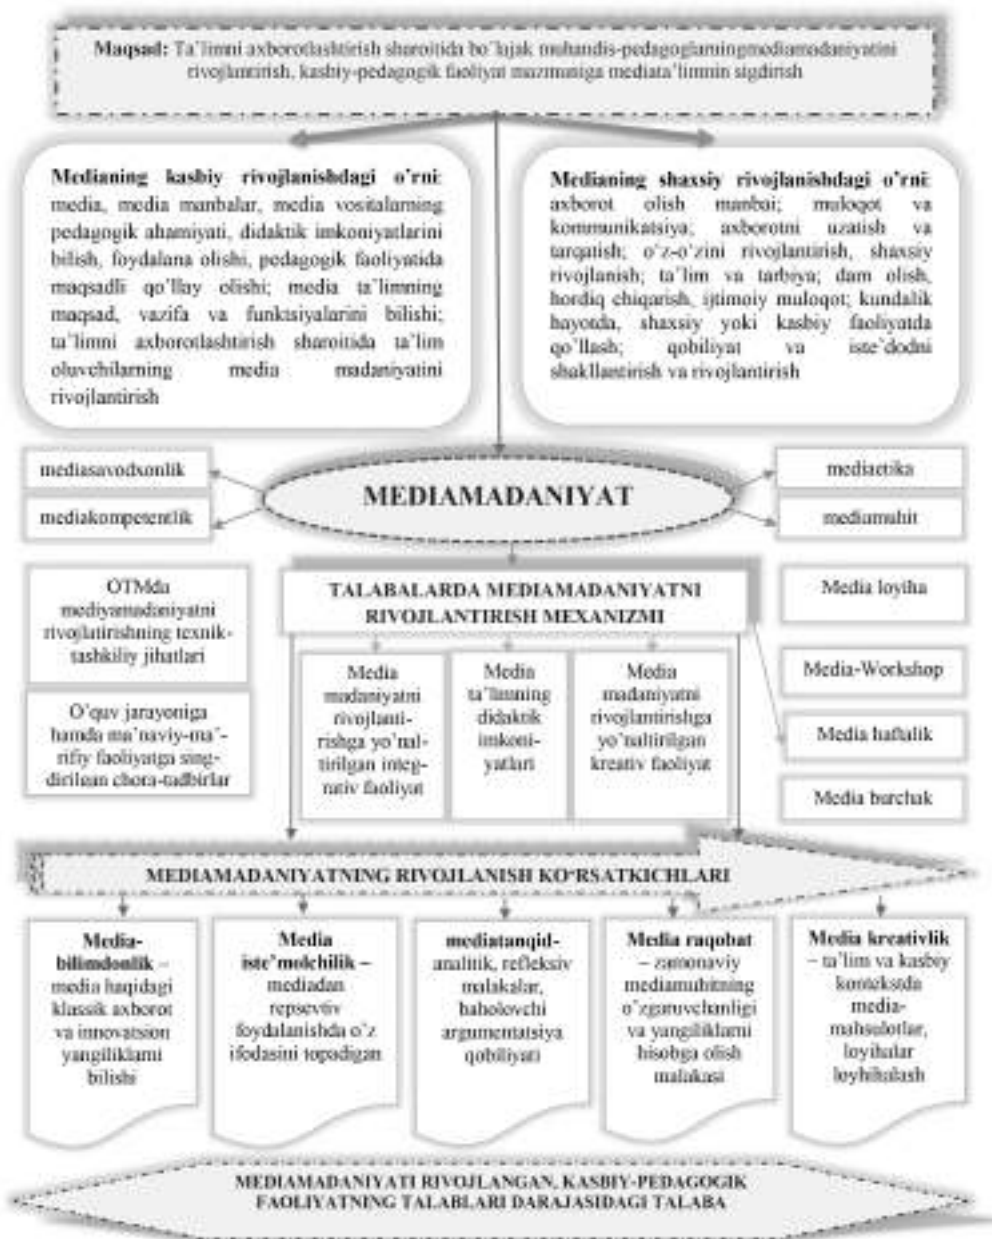 Maqsad: Ta'limni axborotlashtirish sharoitida bo'lajak muhandis-pedagoglarningmediamadaniyatini
rivojlantirish, kasbiy-pedagogik faoliyat mazmuniga mediata'limnin sigdirish
Medianing kasbiy rivojlanishdagi o'rni:
media, media manbalar, media vositalarning
pedagogik ahamiyati, didaktik imkoniyatlarini
bilish, foydalana olishi, pedagogik faoliyatida
maqsadli qo'llay olishi; media ta'limning
maqsad, vazifa va funktsiyalarini bilishi;
ta'limni axborotlashtirish sharoitida ta'lim
oluvchilarning media madaniyatini
rivojlantirish
Medianing shaxsiy rivojlanishdagi o'rni:
axborot olish manbai; muloqot va
kommunikatsiya; axborotni uzatish va
tarqatish; o'z-o'zini rivojlantirish, shaxsiy
rivojlanish; ta'lim va tarbiya; dam olish,
hordiq chiqarish, ijtimoiy muloqot; kundalik
hayotda, shaxsiy yoki kasbiy faoliyatda
qo'llash; qobiliyat va iste'dodni
shakllantirish va rivojlantirish
mediasavodxonlik
mediakompetentlik
MEDIAMADANIYAT
mediaetika
mediamuhit
OTMda
mediyamadaniyatni
rivojlatirishning texnik-
tashkiliy jihatlari
O'quv jarayoniga
hamda ma'naviy-ma'-
rifiy faoliyatga sing-
dirilgan chora-tadbirlar
TALABALARDA MEDIAMADANIYATNI
RIVOJLANTIRISH MEXANIZMI
Media
madaniyatni
rivojlanti-
rishga yo'nal-
tirilgan integ-
rativ faoliyat
Media
ta'limning
didaktik
imkoni-
yatlari
Media
madaniyatni
rivojlantirishga
yo'naltirilgan
kreativ faoliyat
Media loyiha
Media-Workshop
Media haftalik
Media burchak
MEDIAMADANIYATNING RIVOJLANISH KO‘RSATKICHLARI
Media-
bilimdonlik –
media haqidagi
klassik axborot
va innovatsion
yangiliklarni
bilishi
Media
iste'molchilik –
mediadan
repsevtiv
foydalanishda o'z
ifodasini topadigan
mediatanqid-
analitik, refleksiv
malakalar,
baholovchi
argumentatsiya
qobiliyati
Media raqobat
– zamonaviy
mediamuhitning
o'zgaruvchanligi
va yangiliklarni
hisobga olish
malakasi
Media kreativlik
– ta'lim va kasbiy
kontekstda
media-
mahsulotlar,
loyihalar
loyhihalash
MEDIAMADANIYATI RIVOJLANGAN, KASBIY-PEDAGOGIK
FAOLIYATNING TALABLARI DARAJASIDAGI TALABA